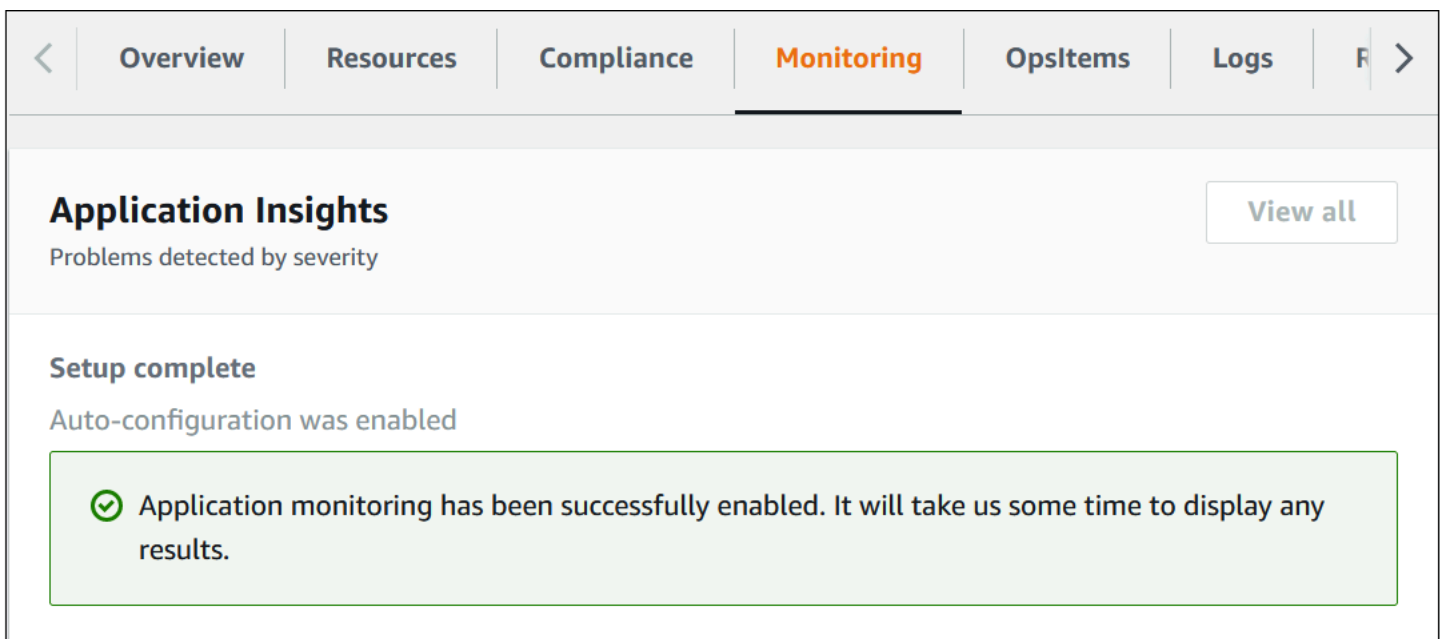 Overview Resources Compliance Monitoring OpsItems Logs
Application Insights
View all
Problems detected by severity
Setup complete
Auto-configuration was enabled
Application monitoring has been successfully enabled. It will take us some time to display any
results.